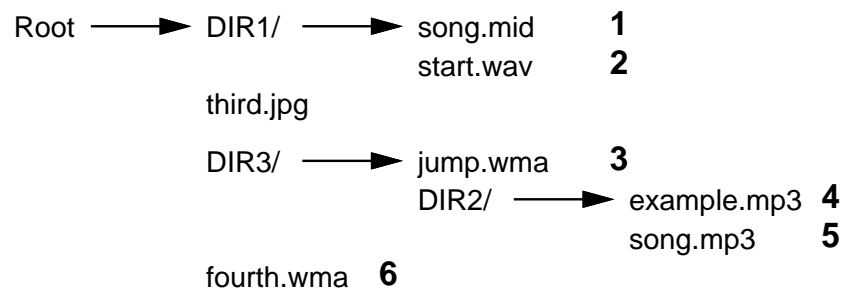 Root DIR1/ song.mid 1
start.wav 2
third.jpg
DIR3/ jump.wma 3
DIR2/ example.mp3 4
song.mp3 5
fourth.wma 6